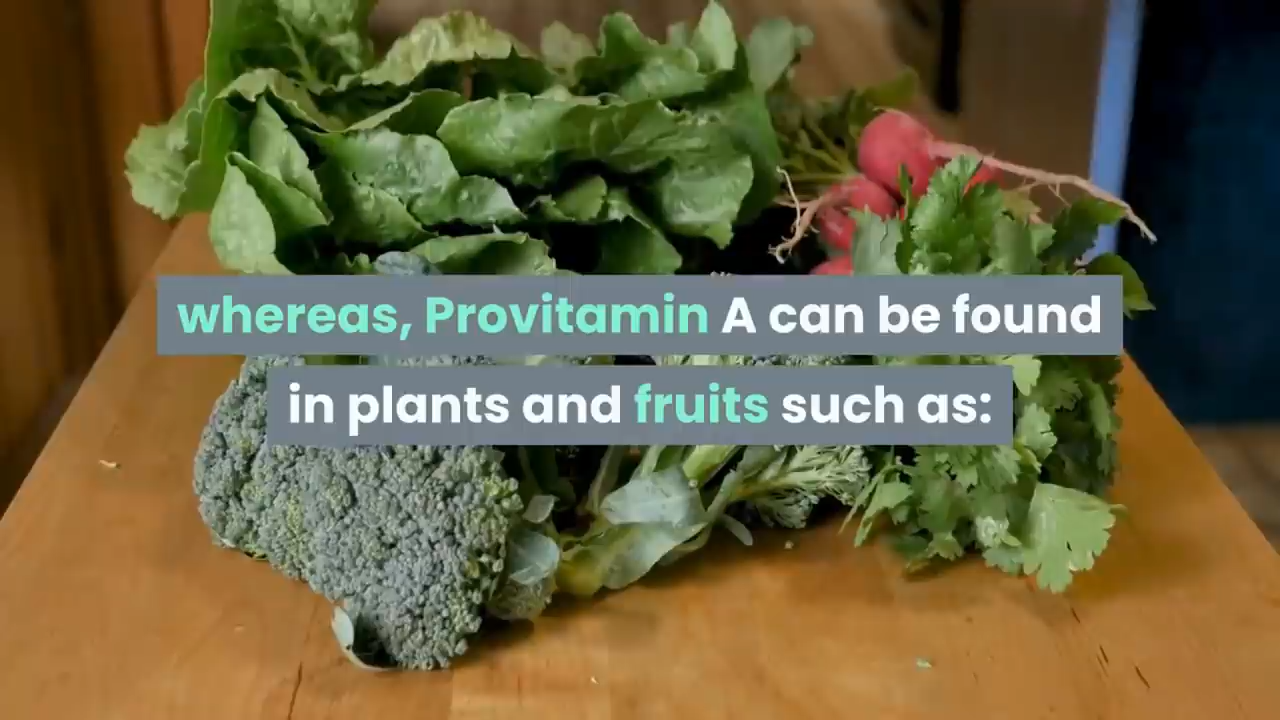 whereas, Provitamin A can be found
in plants and fruits such as: